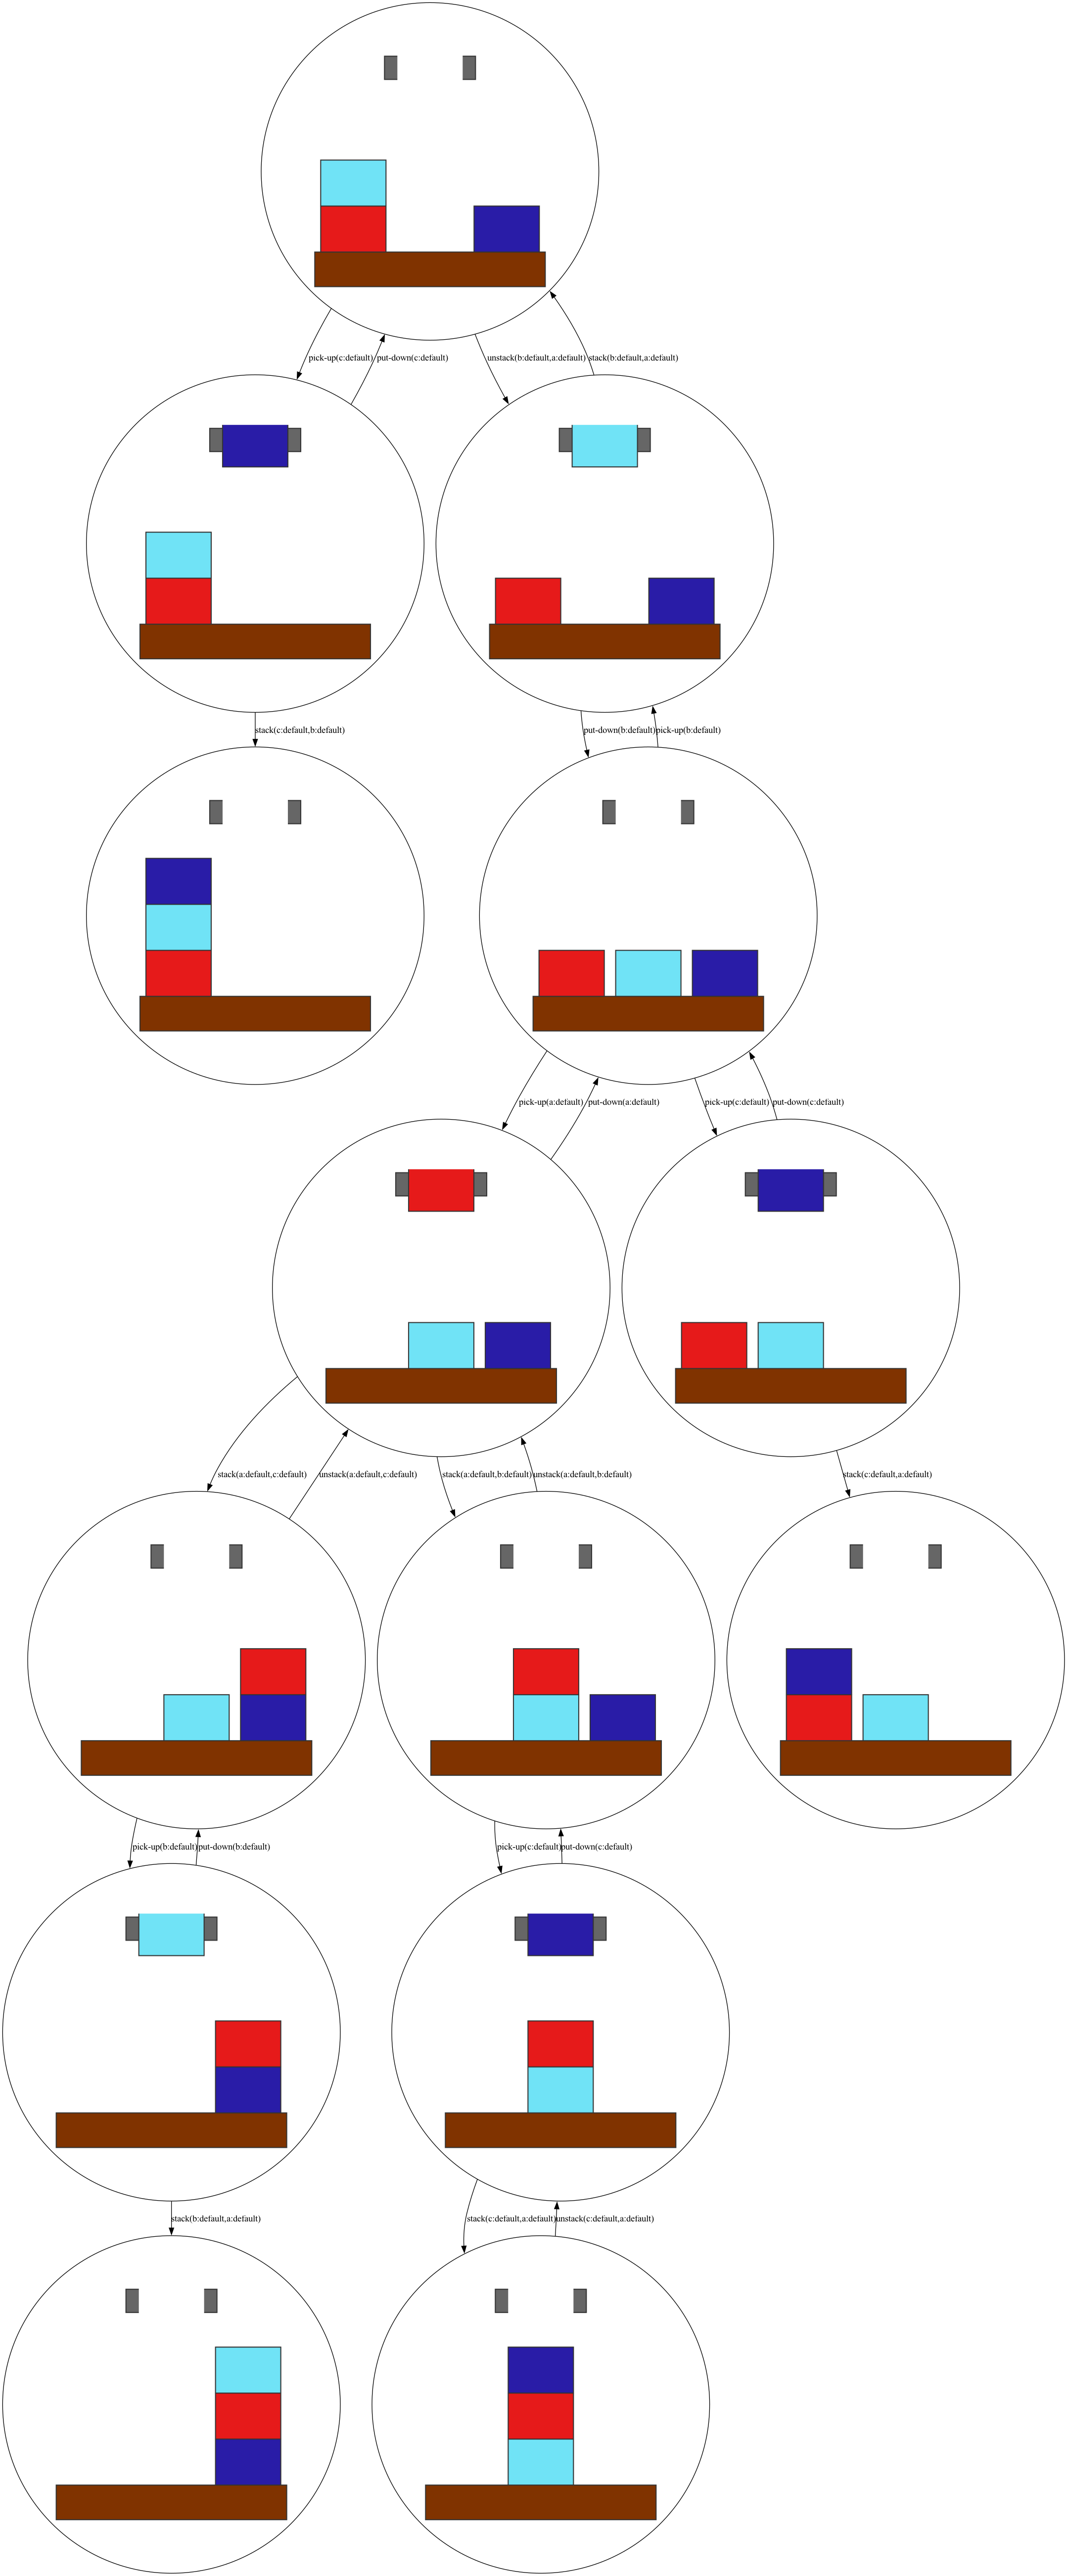 pick-up(c:default)
put-down(c:default)
unstack(b:default,a:default)
stack(b:default,a:default)
stack(c:default,b:default)
put-down(b:default)
pick-up(b:default)
pick-up(a:default)
put-down(a:default)
pick-up(c:default)
put-down(c:default)
stack(a:default,c:default)
unstack(a:default,c:default)
stack(a:default,b:default)
unstack(a:default,b:default)
stack(c:default,a:default)
pick-up(b:default)
put-down(b:default)
pick-up(c:default)
put-down(c:default)
stack(b:default,a:default)
stack(c:default,a:default)
unstack(c:default,a:default)